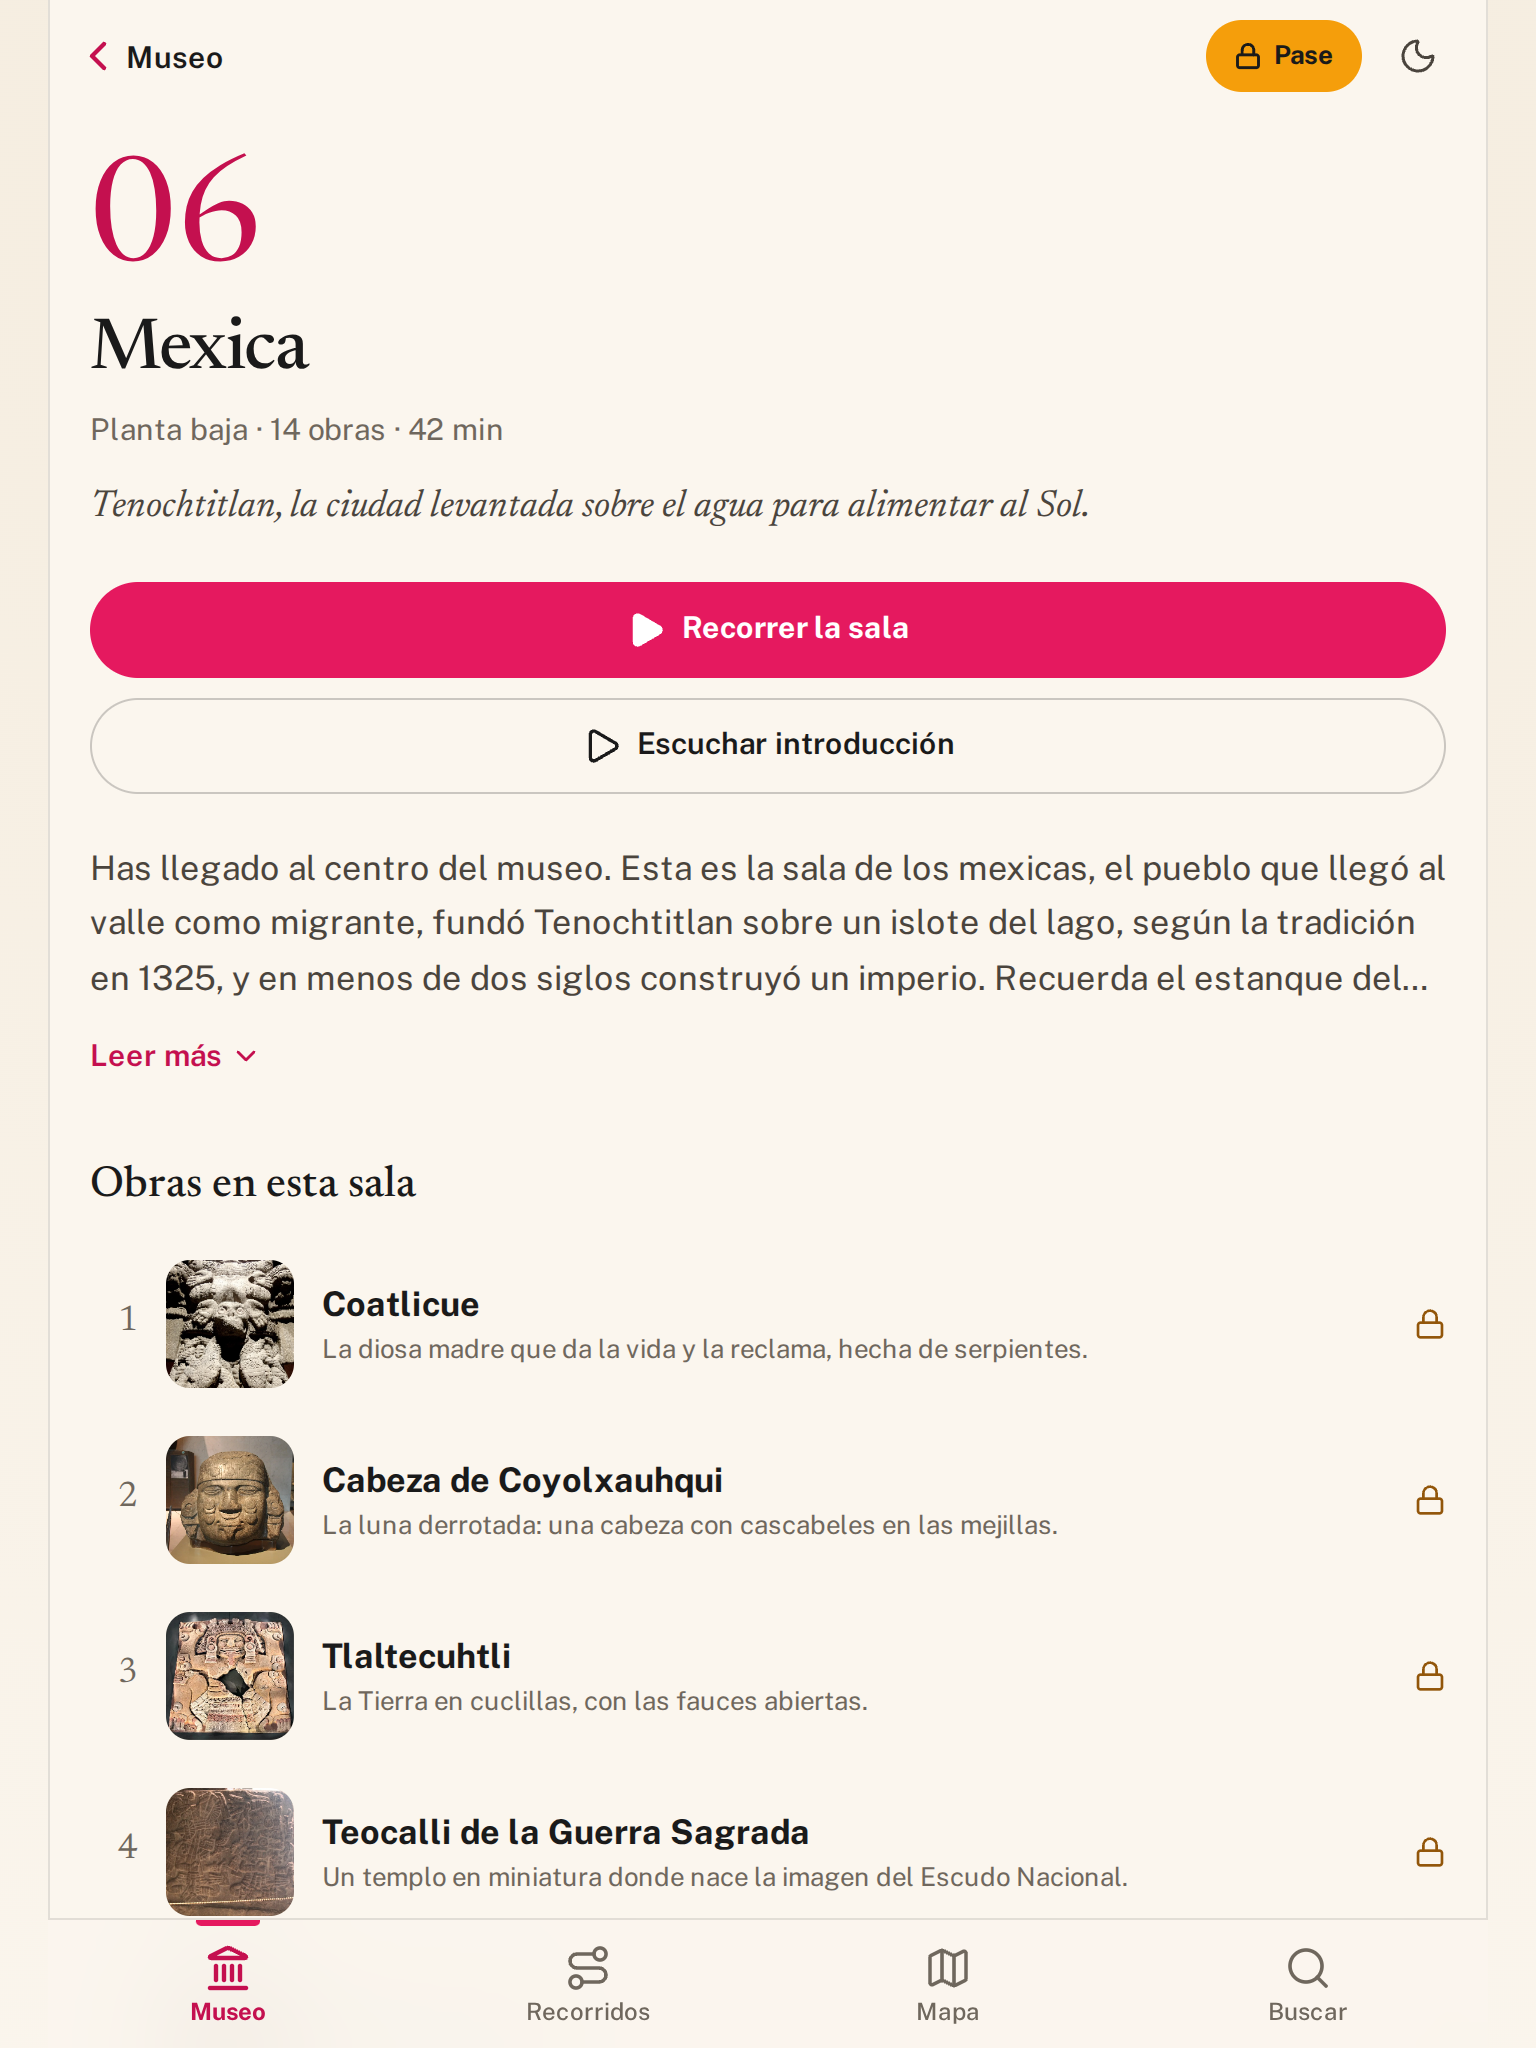 Museo
Pase
06
Mexica
Planta baja · 14 obras · 42 min
Tenochtitlan, la ciudad levantada sobre el agua para alimentar al Sol.
Recorrer la sala
Escuchar introducción
Has llegado al centro del museo. Esta es la sala de los mexicas, el pueblo que llegó al
valle como migrante, fundó Tenochtitlan sobre un islote del lago, según la tradición
en 1325, y en menos de dos siglos construyó un imperio. Recuerda el estanque del...
Leer más
Obras en esta sala
1
Coatlicue
La diosa madre que da la vida y la reclama, hecha de serpientes.
2
Cabeza de Coyolxauhqui
La luna derrotada: una cabeza con cascabeles en las mejillas.
3
Tlaltecuhtli
La Tierra en cuclillas, con las fauces abiertas.
4
Teocalli de la Guerra Sagrada
Un templo en miniatura donde nace la imagen del Escudo Nacional.
Museo
Recorridos
Mapa
Buscar